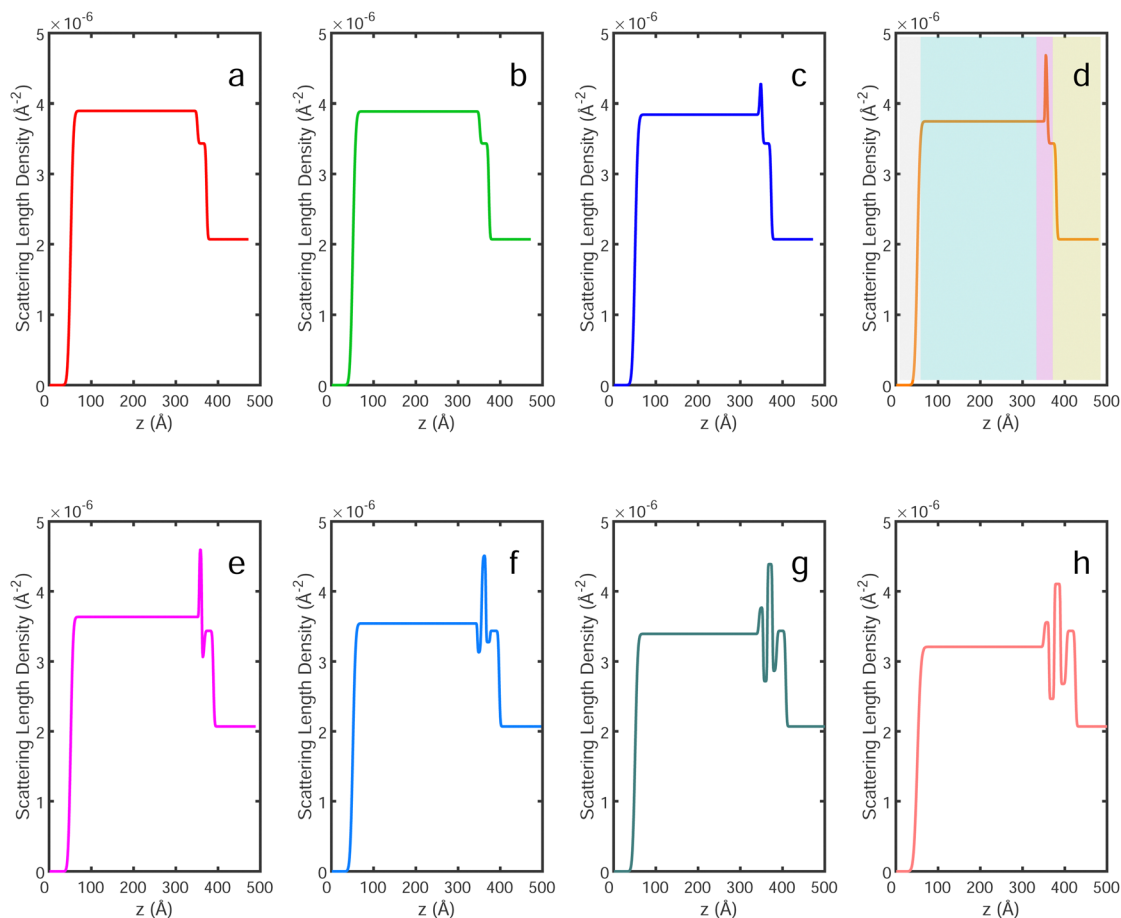 ×10-6 ×10-6 ×10-6 ×10-6
5 5 5 5
a b c d
4 4 4 4
3 3 3 3
2 2 2 2
1 1 1 1
0 0 0 0
Scattering Length Density (Å-2) Scattering Length Density (Å-2) Scattering Length Density (Å-2) Scattering Length Density (Å-2)
0 100 200 300 400 500 0 100 200 300 400 500 0 100 200 300 400 500 0 100 200 300 400 500
z (Å) z (Å) z (Å) z (Å)
×10-6 ×10-6 ×10-6 ×10-6
5 5 5 5
e f g h
4 4 4 4
3 3 3 3
2 2 2 2
1 1 1 1
0 0 0 0
Scattering Length Density (Å-2) Scattering Length Density (Å-2) Scattering Length Density (Å-2) Scattering Length Density (Å-2)
0 100 200 300 400 500 0 100 200 300 400 500 0 100 200 300 400 500 0 100 200 300 400 500
z (Å) z (Å) z (Å) z (Å)